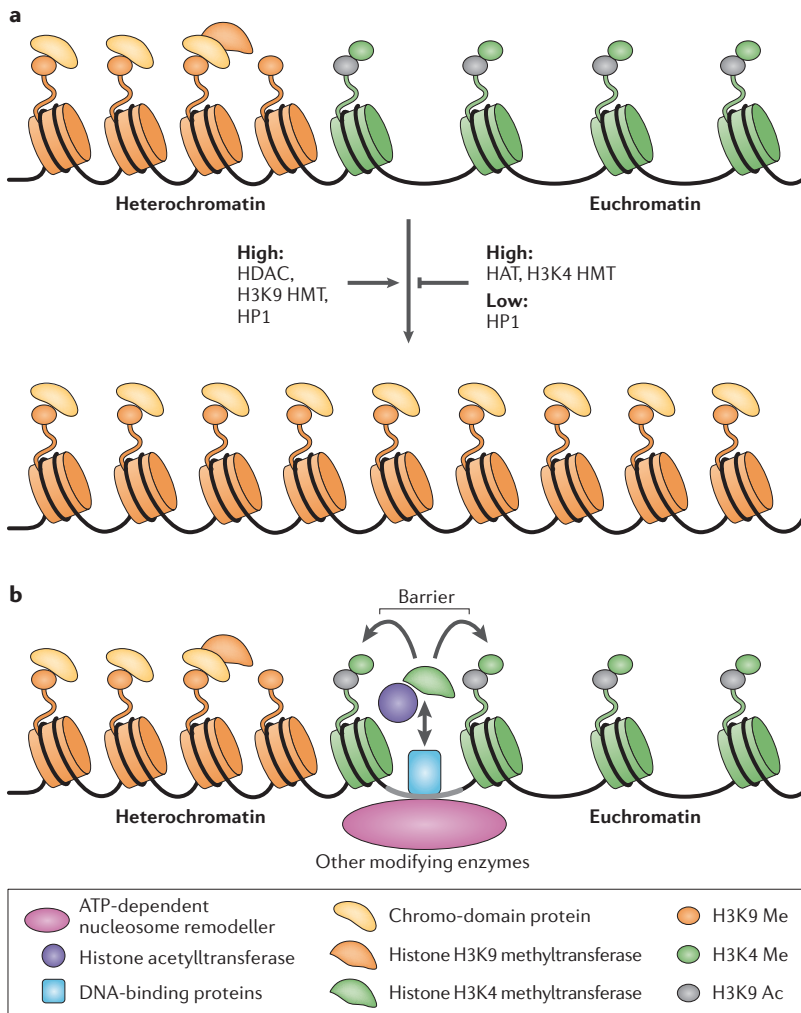 a
Heterochromatin
Euchromatin
High:
HDAC,
H3K9 HMT,
HP1
High:
HAT, H3K4 HMT
Low:
HP1
b
Barrier
Heterochromatin
Euchromatin
Other modifying enzymes
ATP-dependent
nucleosome remodeller
Histone acetylltransferase
DNA-binding proteins
Chromo-domain protein
Histone H3K9 methyltransferase
Histone H3K4 methyltransferase
H3K9 Me
H3K4 Me
H3K9 Ac